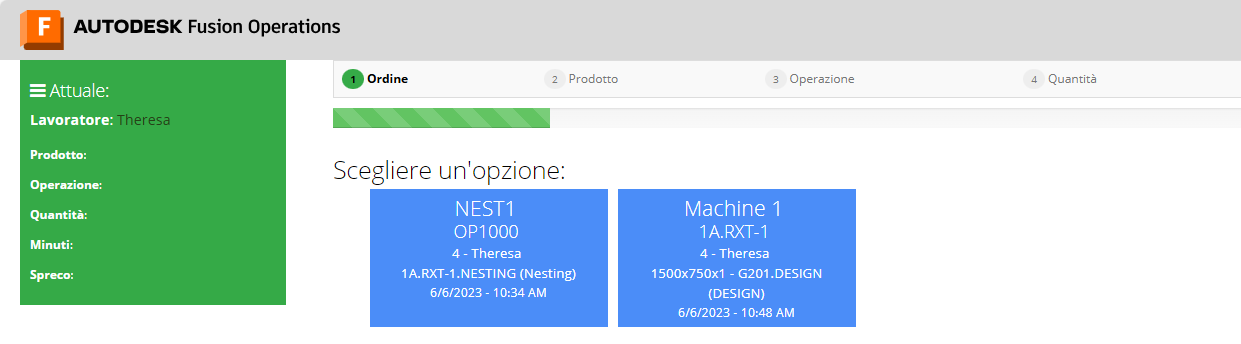 F AUTODESK Fusion Operations
Attuale:
Lavoratore: Theresa
Prodotto:
Operazione:
Quantità:
Minuti:
Spreco:
1 Ordine 2 Prodotto 3 Operazione 4 Quantità
Scegliere un'opzione:
NEST1
OP1000
4 - Theresa
1A.RXT-1.NESTING (Nesting)
6/6/2023 - 10:34 AM
Machine 1
1A.RXT-1
4 - Theresa
1500x750x1 - G201.DESIGN
(DESIGN)
6/6/2023 - 10:48 AM